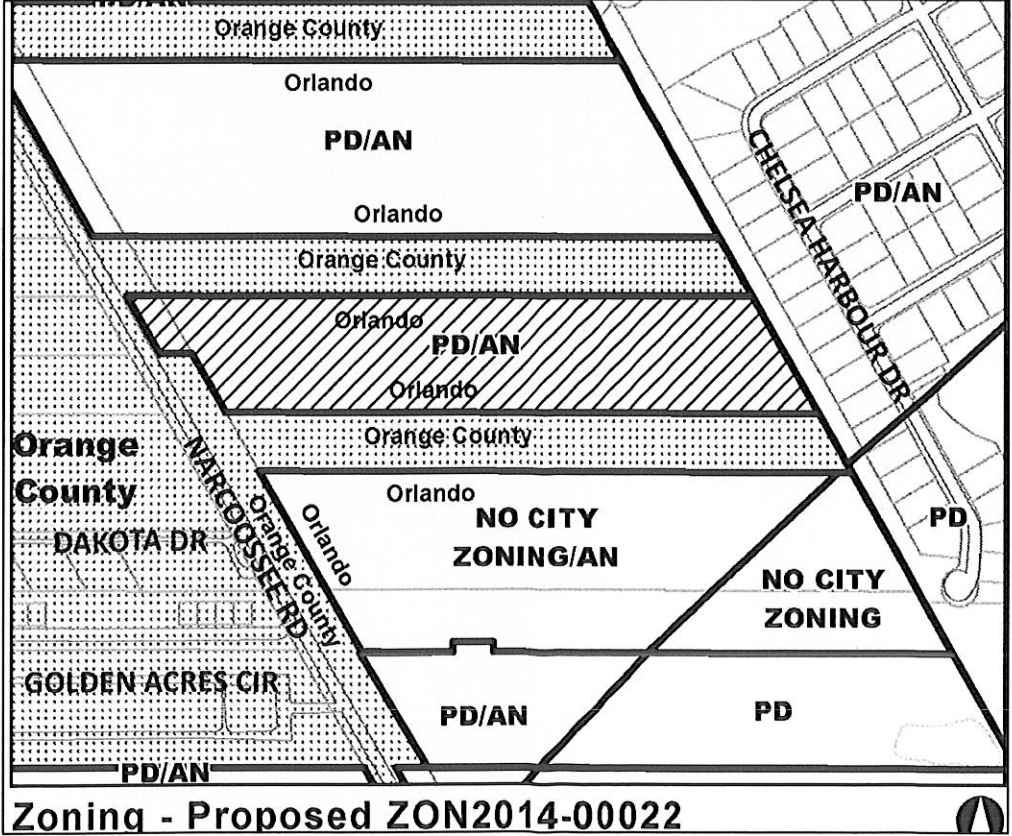 PD/AN
Orange County
Orlando
PD/AN
Orlando
Orange County
Orlando
PD/AN
Orlando
Orange County
CHELSEA HARBOUR DR
PD/AN
PD
Orange
County
DAKOTA DR
GOLDEN ACRES CIR
NARCOOSSEE RD
Orange County
Orlando
Orlando
NO CITY
ZONING/AN
NO CITY
ZONING
PD/AN
PD
PD/AN
Zoning - Proposed ZON2014-00022